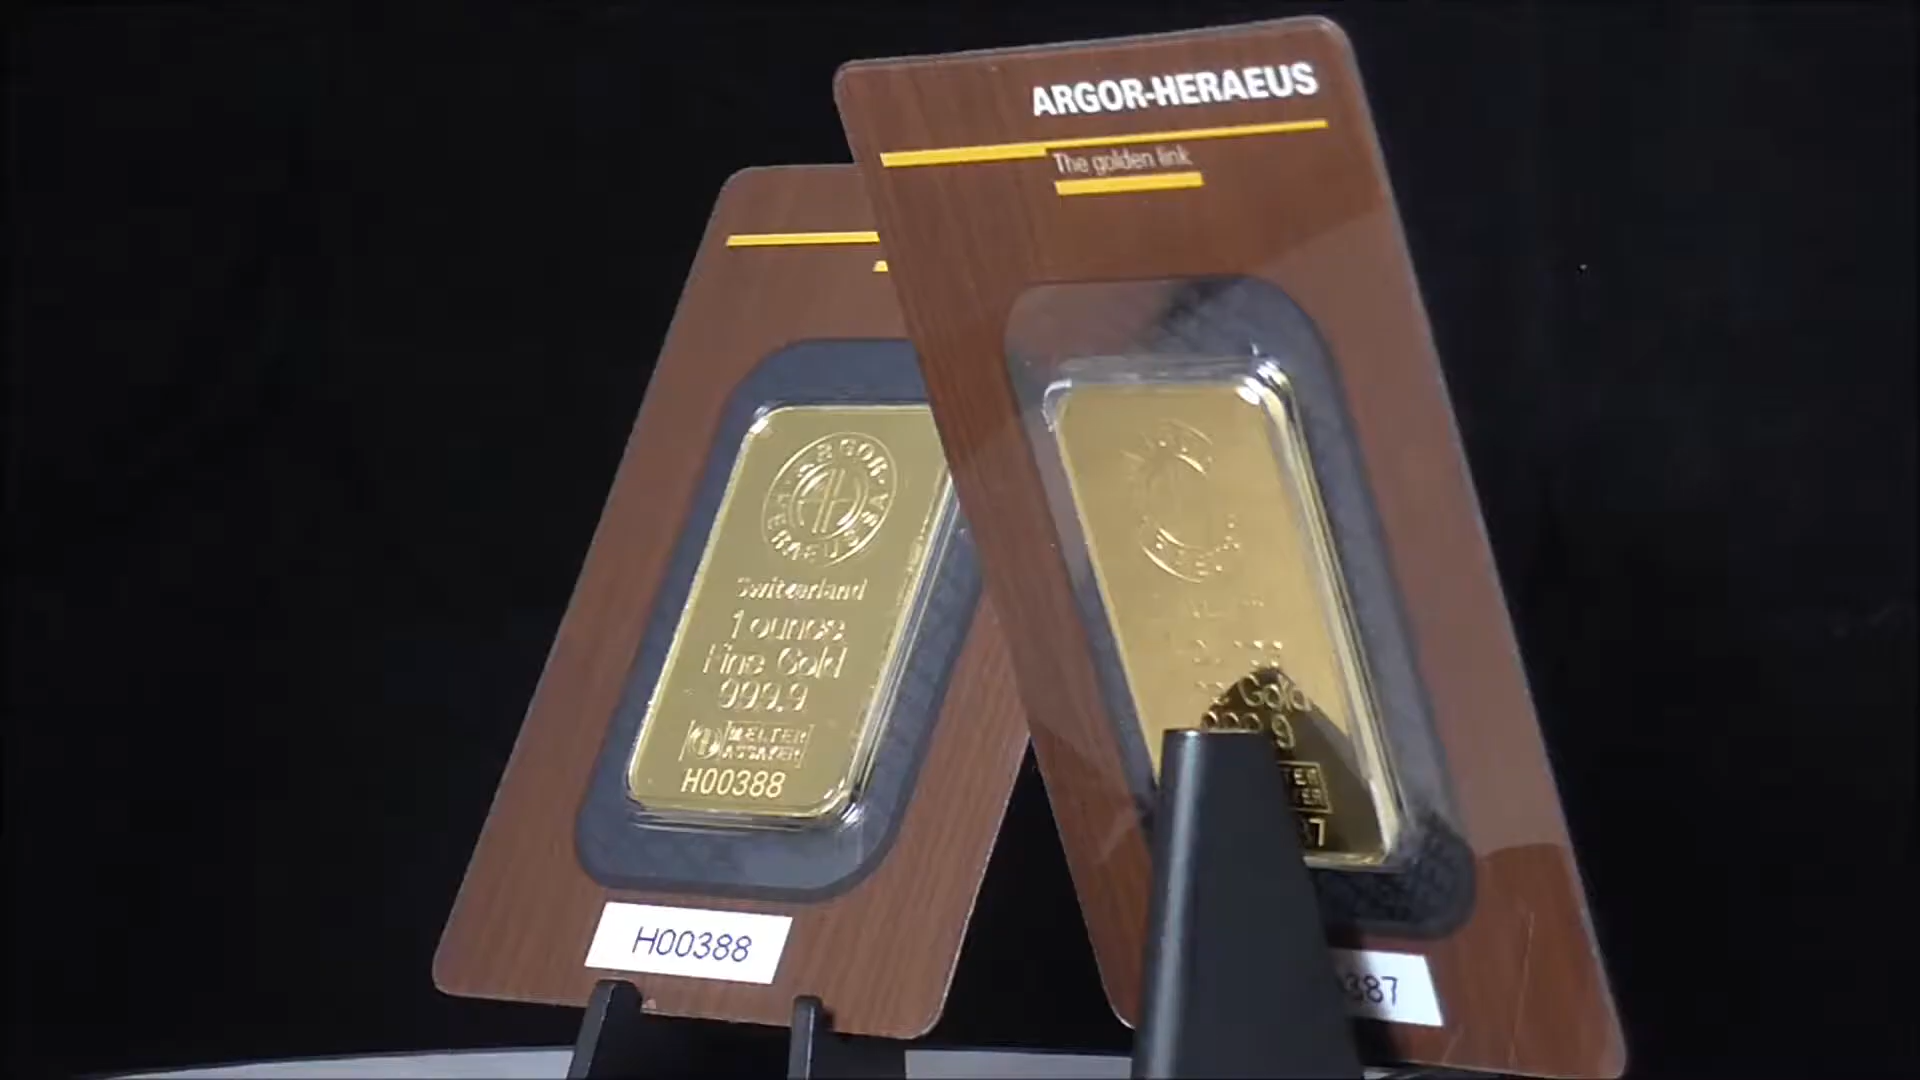 ARGOR-HERAEUS
The golden link
ARGOR
HERAEUS SA
Switzerland
1 ounce
Fine Gold
999.9
MELTER
ASSAYER
H00388
H00388
Gold
9
387